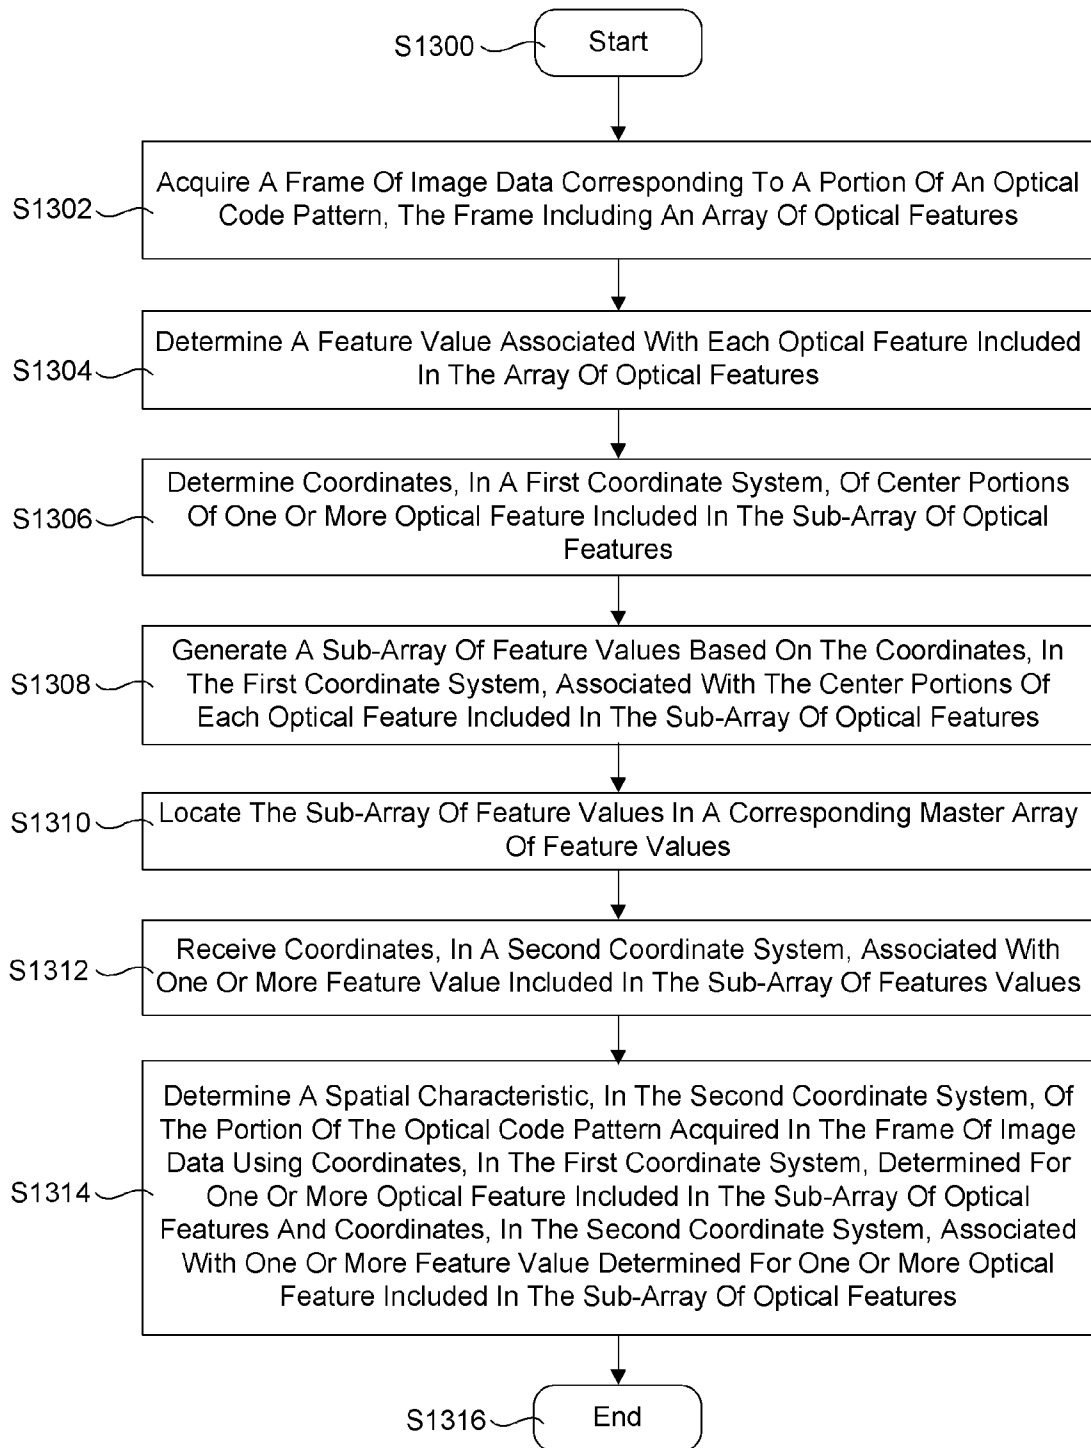 S1300
Start
S1302
Acquire A Frame Of Image Data Corresponding To A Portion Of An Optical
Code Pattern, The Frame Including An Array Of Optical Features
S1304
Determine A Feature Value Associated With Each Optical Feature Included
In The Array Of Optical Features
S1306
Determine Coordinates, In A First Coordinate System, Of Center Portions
Of One Or More Optical Feature Included In The Sub-Array Of Optical
Features
S1308
Generate A Sub-Array Of Feature Values Based On The Coordinates, In
The First Coordinate System, Associated With The Center Portions Of
Each Optical Feature Included In The Sub-Array Of Optical Features
S1310
Locate The Sub-Array Of Feature Values In A Corresponding Master Array
Of Feature Values
S1312
Receive Coordinates, In A Second Coordinate System, Associated With
One Or More Feature Value Included In The Sub-Array Of Features Values
S1314
Determine A Spatial Characteristic, In The Second Coordinate System, Of
The Portion Of The Optical Code Pattern Acquired In The Frame Of Image
Data Using Coordinates, In The First Coordinate System, Determined For
One Or More Optical Feature Included In The Sub-Array Of Optical
Features And Coordinates, In The Second Coordinate System, Associated
With One Or More Feature Value Determined For One Or More Optical
Feature Included In The Sub-Array Of Optical Features
S1316
End